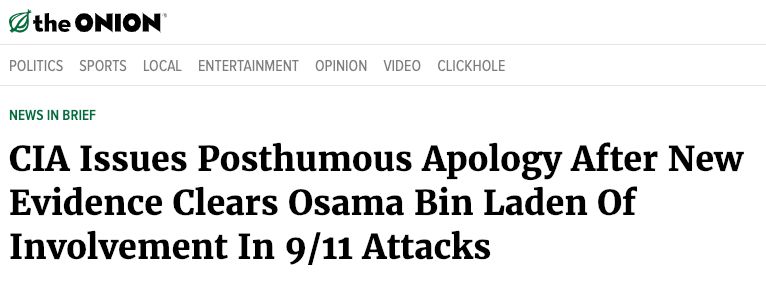 the ONION®
POLITICS SPORTS LOCAL ENTERTAINMENT OPINION VIDEO CLICKHOLE
NEWS IN BRIEF
CIA Issues Posthumous Apology After New
Evidence Clears Osama Bin Laden Of
Involvement In 9/11 Attacks